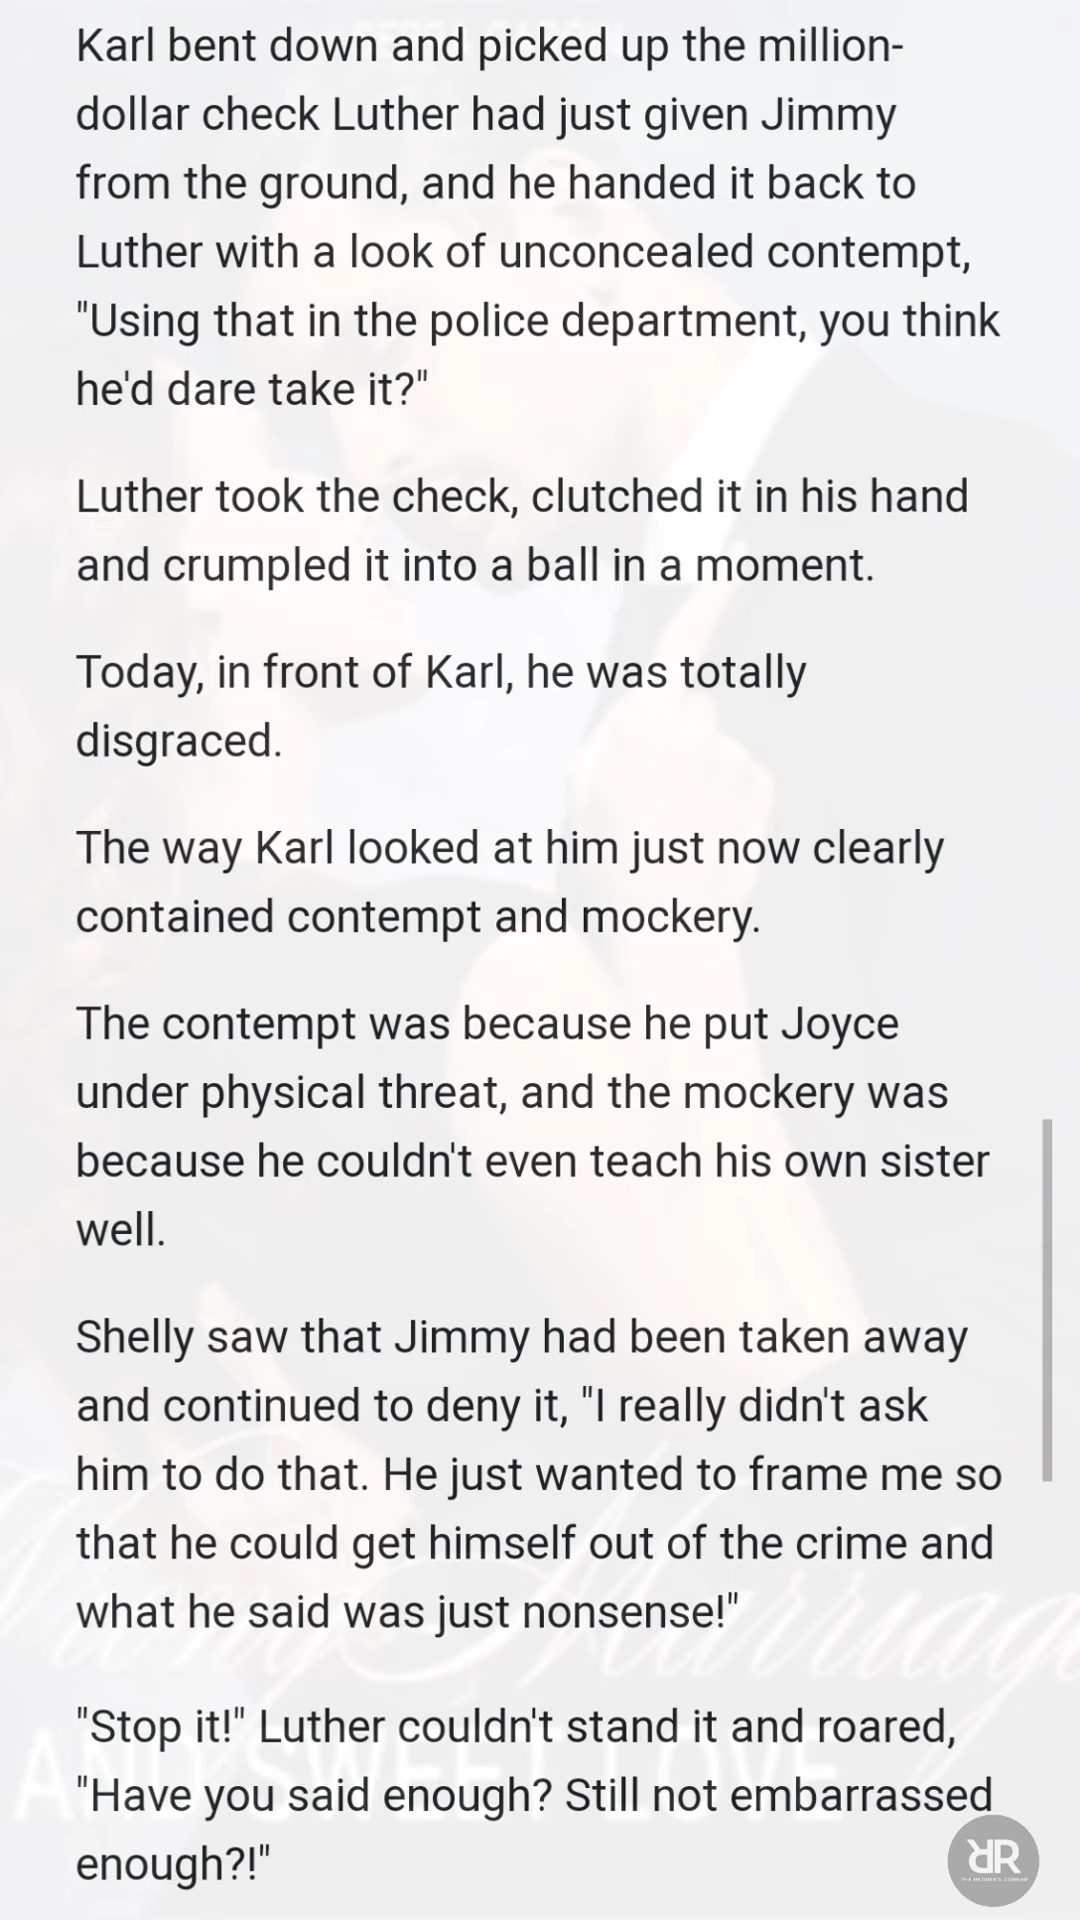 Karl bent down and picked up the million-
dollar check Luther had just given Jimmy
from the ground, and he handed it back to
Luther with a look of unconcealed contempt,
"Using that in the police department, you think
he'd dare take it?"
Luther took the check, clutched it in his hand
and crumpled it into a ball in a moment.
Today, in front of Karl, he was totally
disgraced.
The way Karl looked at him just now clearly
contained contempt and mockery.
The contempt was because he put Joyce
under physical threat, and the mockery was
because he couldn't even teach his own sister
well.
Shelly saw that Jimmy had been taken away
and continued to deny it, "I really didn't ask
him to do that. He just wanted to frame me so
that he could get himself out of the crime and
what he said was just nonsense!"
"Stop it!" Luther couldn't stand it and roared,
AND SWEET LOVE
"Have you said enough? Still not embarrassed
enough?!"